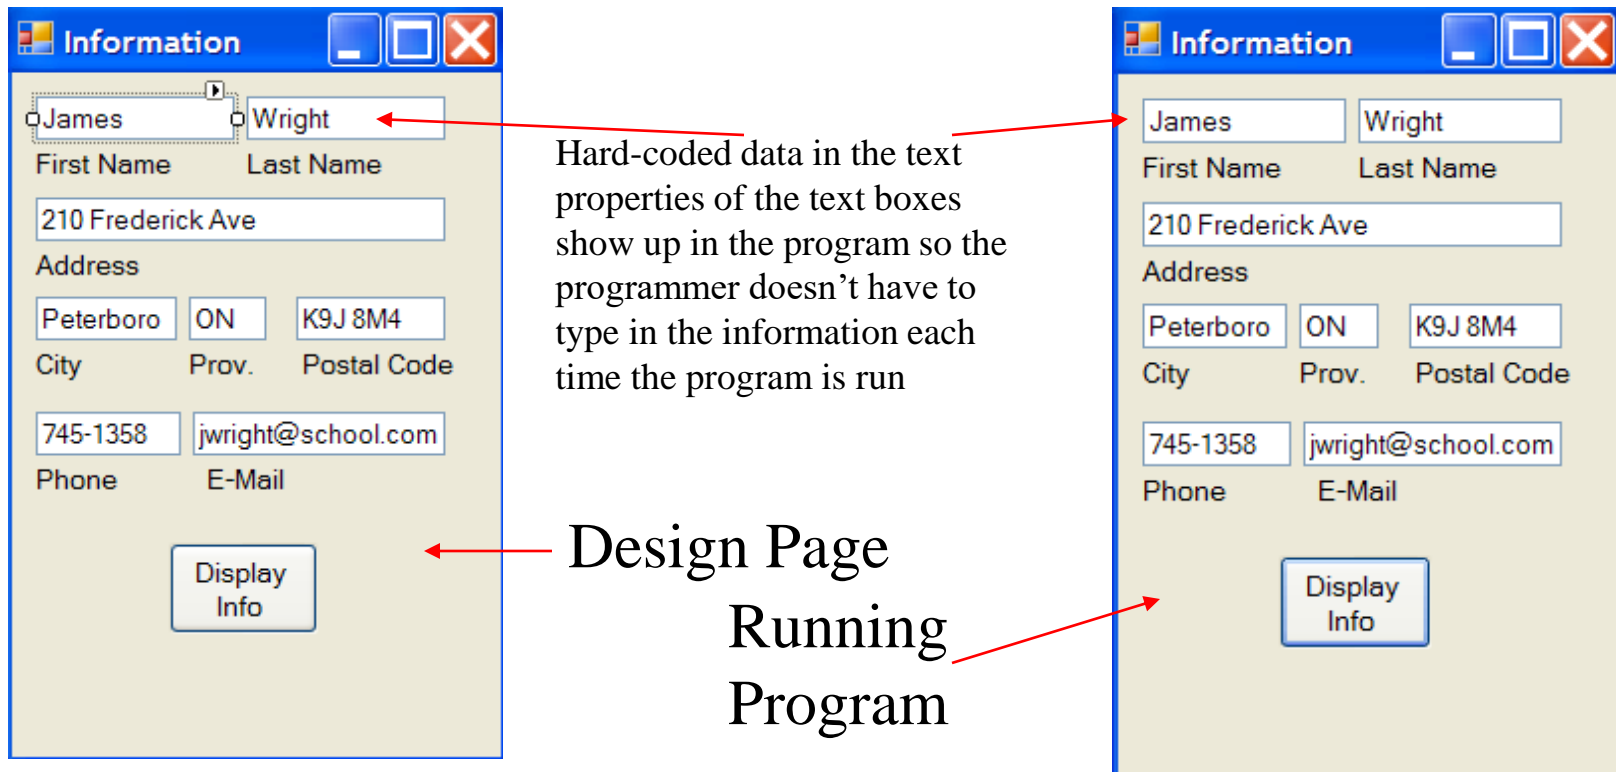 Information
James Wright
First Name Last Name
210 Frederick Ave
Address
Peterboro ON K9J 8M4
City Prov. Postal Code
745-1358 jwright@school.com
Phone E-Mail
Display
Info
Hard-coded data in the text
properties of the text boxes
show up in the program so the
programmer doesn’t have to
type in the information each
time the program is run
Design Page
Running
Program
Information
James Wright
First Name Last Name
210 Frederick Ave
Address
Peterboro ON K9J 8M4
City Prov. Postal Code
745-1358 jwright@school.com
Phone E-Mail
Display
Info